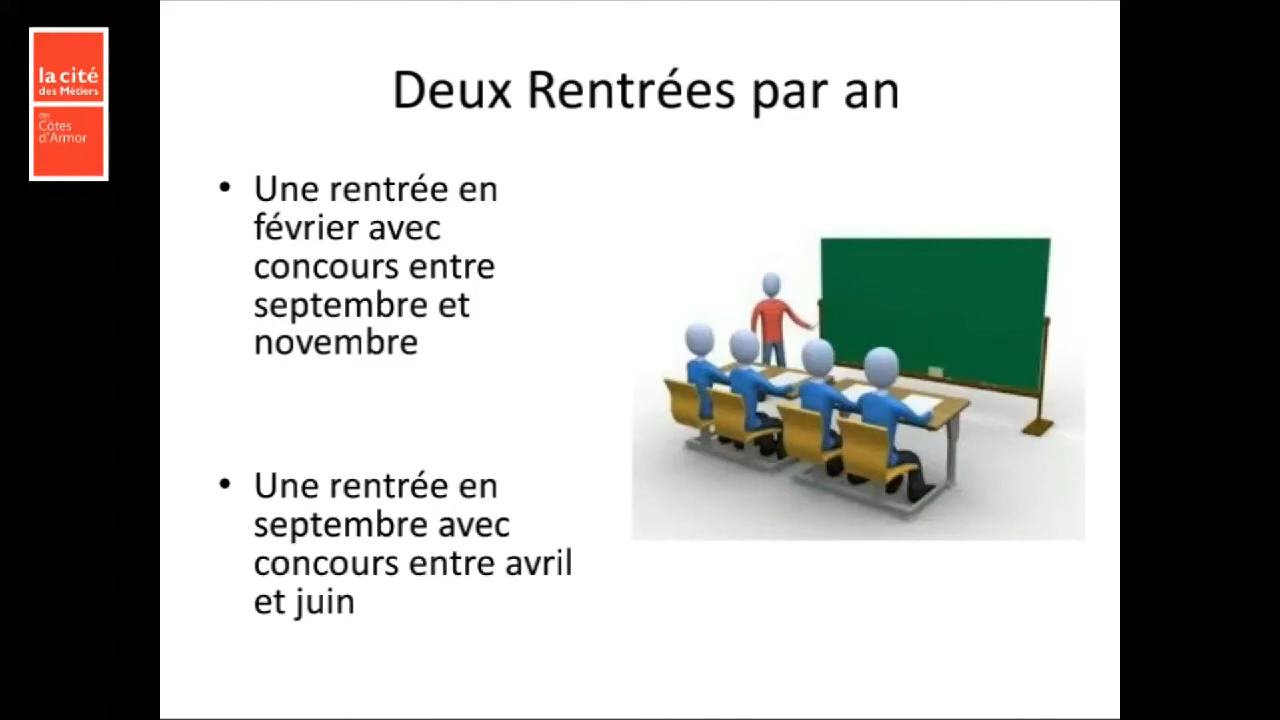 la cité
des Métiers
des
Côtes
d'Armor
Deux Rentrées par an
• Une rentrée en
février avec
concours entre
septembre et
novembre
• Une rentrée en
septembre avec
concours entre avril
et juin